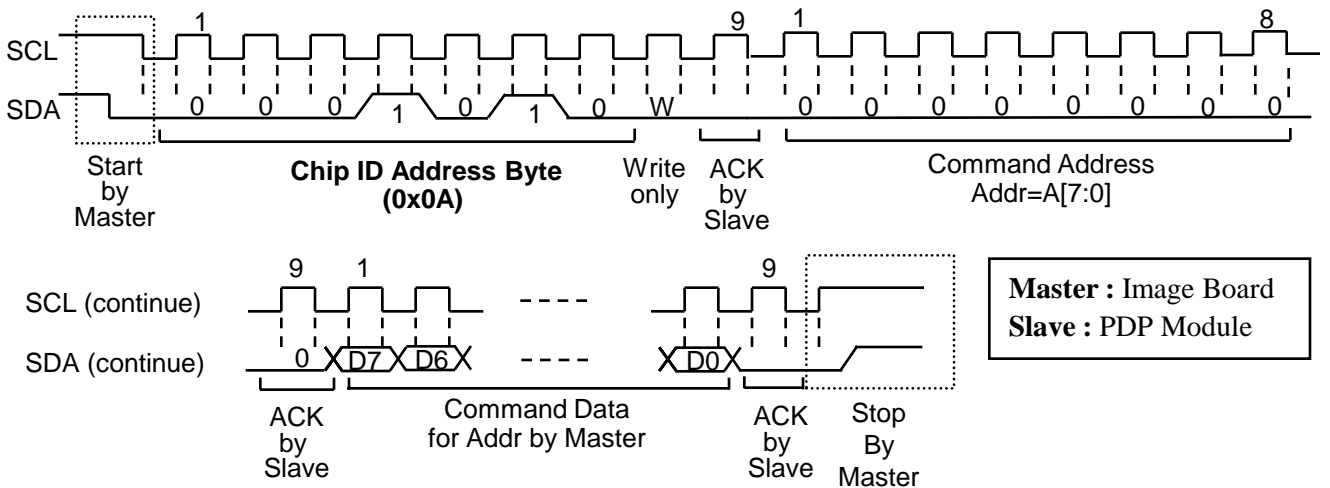 1 9 1 8
SCL
SDA 0 0 0 1 0 1 0 W 0 0 0 0 0 0 0 0
Start
by
Master
Chip ID Address Byte
(0x0A)
Write
only
ACK
by
Slave
Command Address
Addr=A[7:0]
9 1 9
SCL (continue)
SDA (continue) 0 D7 D6 D0
ACK
by
Slave
Command Data
for Addr by Master
ACK
by
Slave
Stop
By
Master
Master : Image Board
Slave : PDP Module